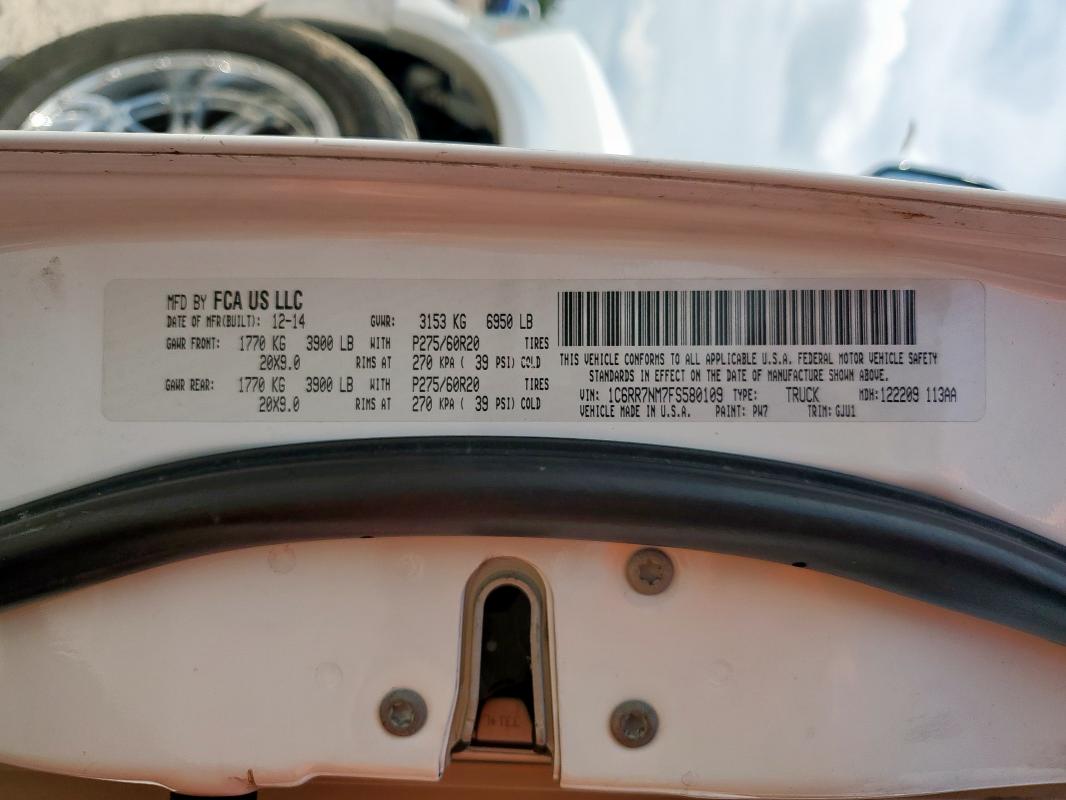 MFD BY FCA US LLC
DATE OF MFR(BUILT): 12-14 GVWR: 3153 KG 6950 LB
GAWR FRONT: 1770 KG 3900 LB WITH P275/60R20 TIRES
20X9.0 RIMS AT 270 KPA ( 39 PSI) COLD
GAWR REAR: 1770 KG 3900 LB WITH P275/60R20 TIRES
20X9.0 RIMS AT 270 KPA ( 39 PSI) COLD
THIS VEHICLE CONFORMS TO ALL APPLICABLE U.S.A. FEDERAL MOTOR VEHICLE SAFETY
STANDARDS IN EFFECT ON THE DATE OF MANUFACTURE SHOWN ABOVE.
VIN: 1C6RR7NM7FS580109 TYPE: TRUCK MDH: 122209 113AA
VEHICLE MADE IN U.S.A. PAINT: PW7 TRIM: GJU1